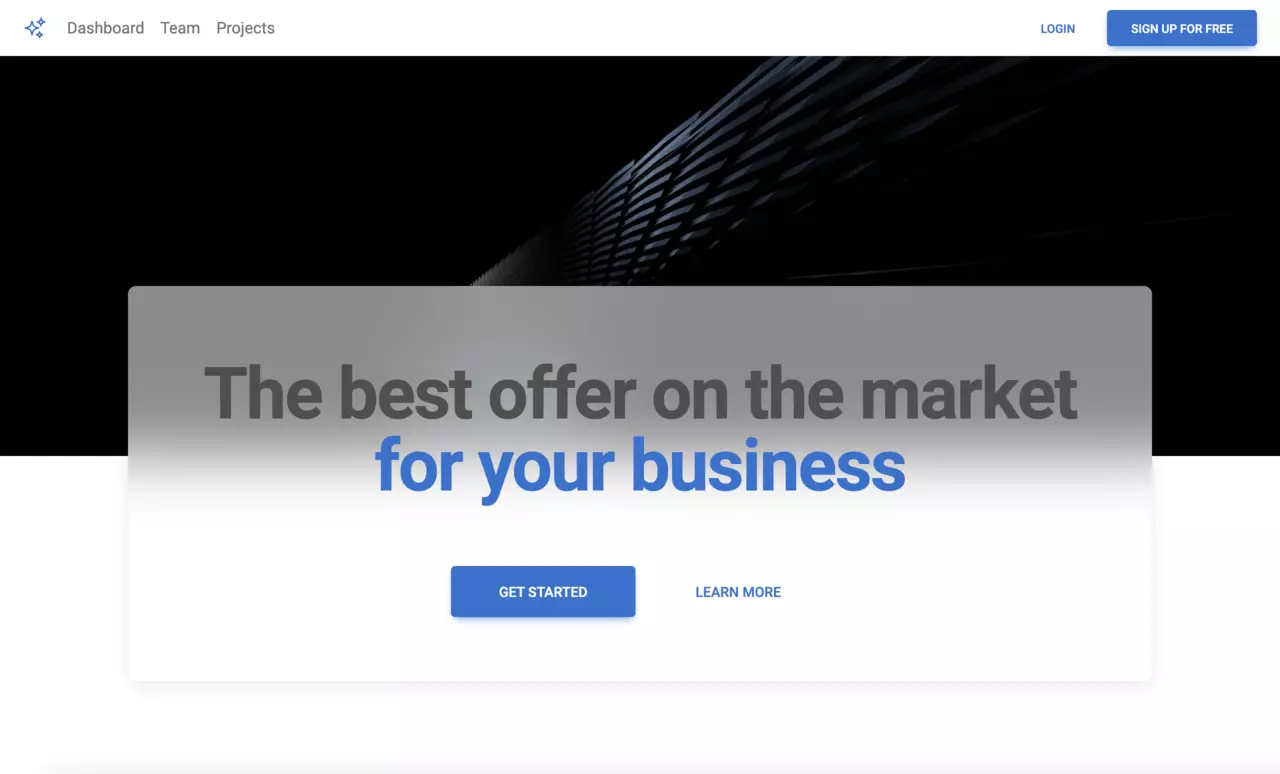 Dashboard Team Projects LOGIN SIGN UP FOR FREE
The best offer on the market
for your business
GET STARTED LEARN MORE